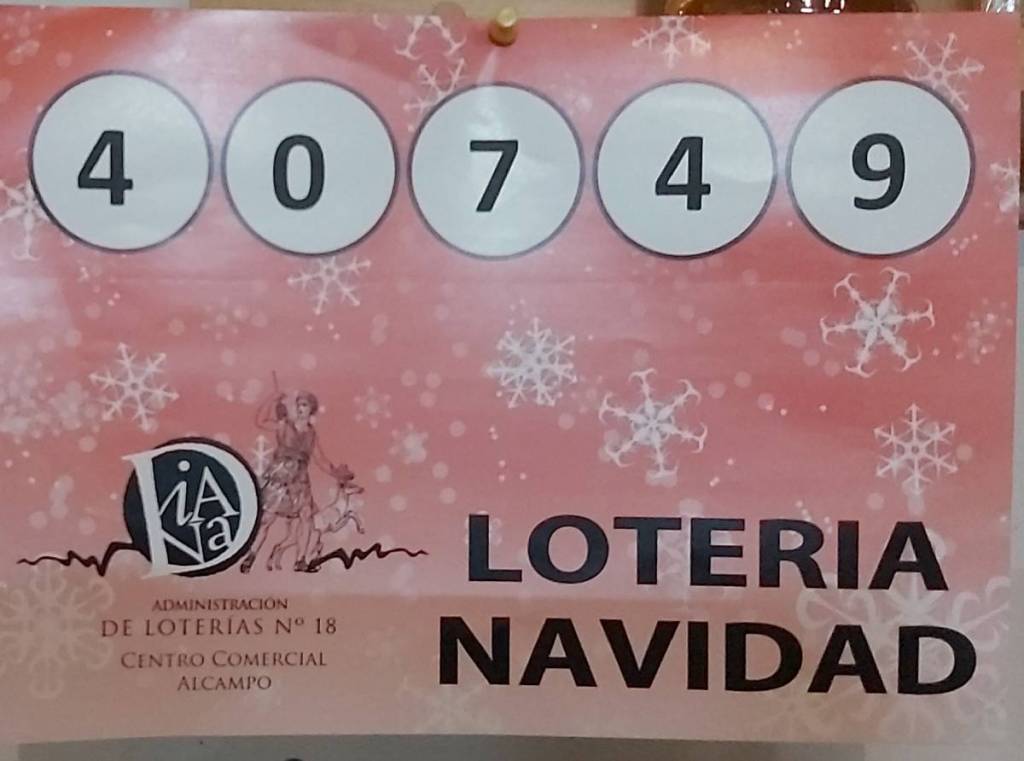 4 0 7 4 9
DiANa
ADMINISTRACIÓN
DE LOTERÍAS Nº 18
CENTRO COMERCIAL
ALCAMPO
LOTERIA
NAVIDAD